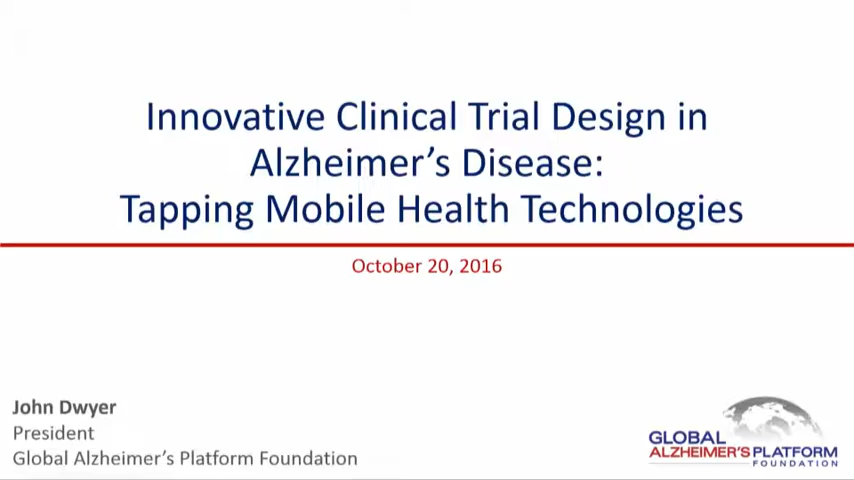 Innovative Clinical Trial Design in
Alzheimer’s Disease:
Tapping Mobile Health Technologies
October 20, 2016
John Dwyer
President
Global Alzheimer’s Platform Foundation
GLOBAL
ALZHEIMER’S PLATFORM
FOUNDATION